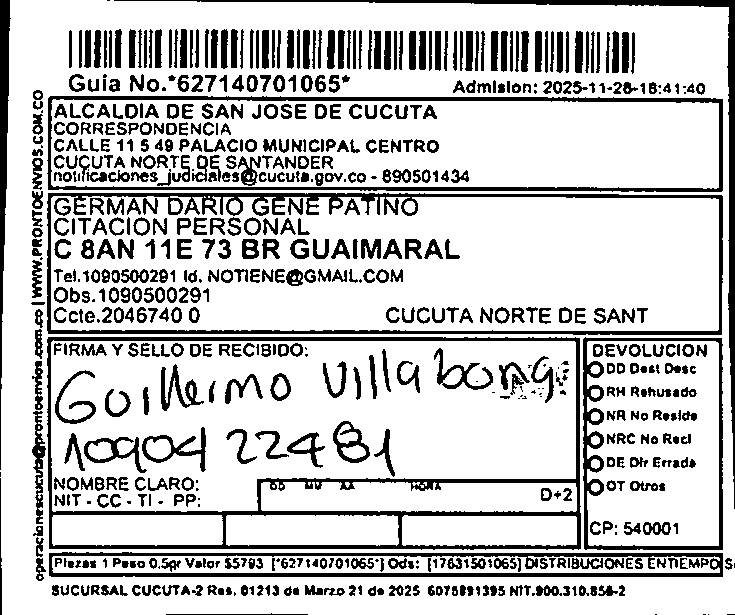 Guia No.*627140701065*
Admision: 2025-11-28-18:41:40
operacionescucuta@prontoenvios.com.co | WWW.PRONTOENVIOS.COM.CO
ALCALDIA DE SAN JOSE DE CUCUTA
CORRESPONDENCIA
CALLE 11 5 49 PALACIO MUNICIPAL CENTRO
CUCUTA NORTE DE SANTANDER
notificaciones_judiciales@cucuta.gov.co - 890501434
GERMAN DARIO GENE PATINO
CITACION PERSONAL
C 8AN 11E 73 BR GUAIMARAL
Tel.1090500291 Id. NOTIENE@GMAIL.COM
Obs.1090500291
Ccte.2046740 0 CUCUTA NORTE DE SANT
FIRMA Y SELLO DE RECIBIDO:
Guillermo Villabona
1090422481
NOMBRE CLARO:
NIT - CC - TI - PP:
DD MM AA HORA
D+2
DEVOLUCION
DD Dest Desc
RH Rehusado
NR No Reside
NRC No Recl
DE Dir Errada
OT Otros
CP: 540001
Piezas 1 Peso 0.5gr Valor $5793 [*627140701065*] Ods: [17631501065] DISTRIBUCIONES ENTIEMPO S
SUCURSAL CUCUTA-2 Res. 01213 de Marzo 21 de 2025 6075891395 NIT.900.310.856-2